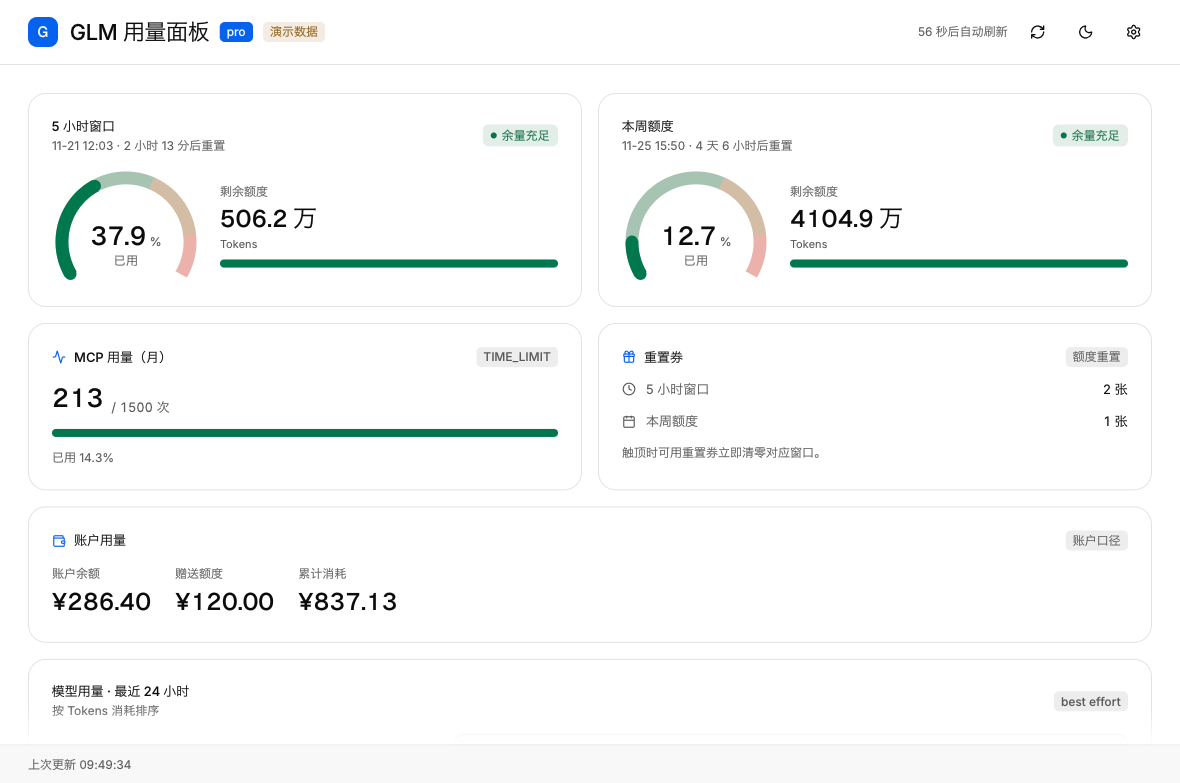 G GLM 用量面板 pro 演示数据 56 秒后自动刷新
5 小时窗口
11-21 12:03 · 2 小时 13 分后重置
余量充足
37.9 %
已用
剩余额度
506.2 万
Tokens
本周额度
11-25 15:50 · 4 天 6 小时后重置
余量充足
12.7 %
已用
剩余额度
4104.9 万
Tokens
MCP 用量（月） TIME_LIMIT
213 / 1500 次
已用 14.3%
重置券 额度重置
5 小时窗口 2 张
本周额度 1 张
触顶时可用重置券立即清零对应窗口。
账户用量 账户口径
账户余额 赠送额度 累计消耗
¥286.40 ¥120.00 ¥837.13
模型用量 · 最近 24 小时
按 Tokens 消耗排序
best effort
上次更新 09:49:34